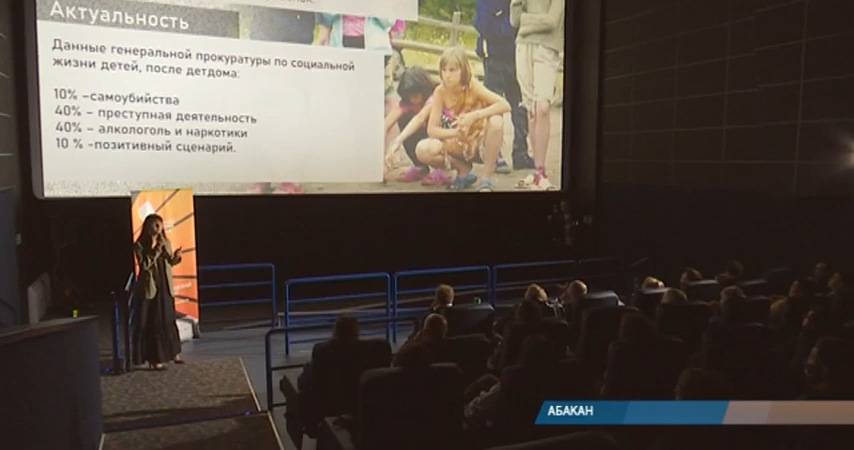 Актуальность
Данные генеральной прокуратуры по социальной
жизни детей, после детдома:
10% –самоубийства
40% – преступная деятельность
40% – алкологоль и наркотики
10 % -позитивный сценарий.
АБАКАН